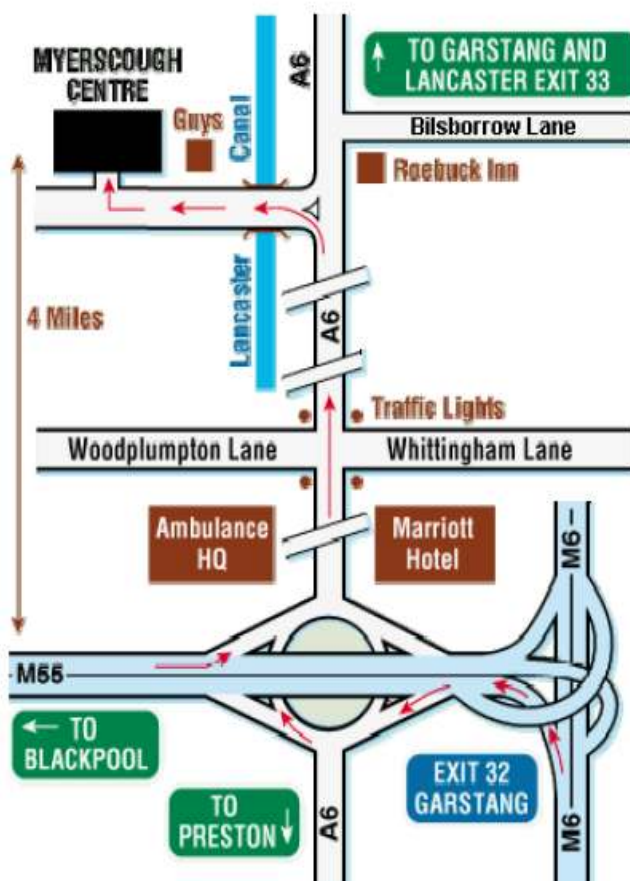 ↑ TO GARSTANG AND
LANCASTER EXIT 33
MYERSCOUGH
CENTRE
A6
Guys
Canal
Bilsborrow Lane
Roebuck Inn
Lancaster
4 Miles
A6
Traffic Lights
Woodplumpton Lane
Whittingham Lane
Ambulance
HQ
Marriott
Hotel
M6
M55
← TO
BLACKPOOL
EXIT 32
GARSTANG
TO
PRESTON ↓
A6
M6